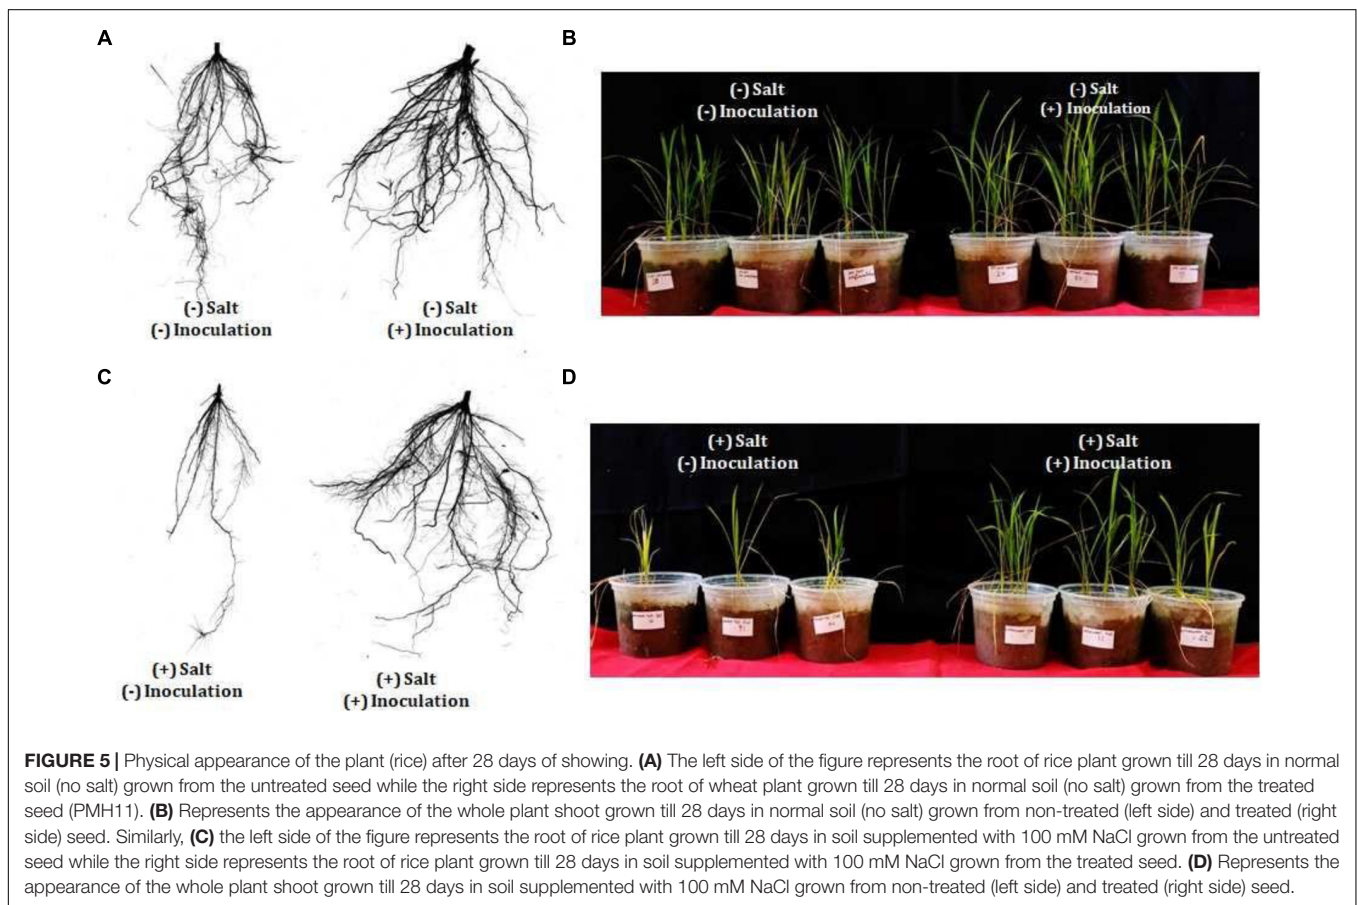 A
B
(-) Salt
(-) Inoculation
(-) Salt
(+) Inoculation
(-) Salt
(-) Inoculation
(-) Salt
(+) Inoculation
C
D
(+) Salt
(-) Inoculation
(+) Salt
(+) Inoculation
(+) Salt
(-) Inoculation
(+) Salt
(+) Inoculation
FIGURE 5 | Physical appearance of the plant (rice) after 28 days of showing. (A) The left side of the figure represents the root of rice plant grown till 28 days in normal
soil (no salt) grown from the untreated seed while the right side represents the root of wheat plant grown till 28 days in normal soil (no salt) grown from the treated
seed (PMH11). (B) Represents the appearance of the whole plant shoot grown till 28 days in normal soil (no salt) grown from non-treated (left side) and treated (right
side) seed. Similarly, (C) the left side of the figure represents the root of rice plant grown till 28 days in soil supplemented with 100 mM NaCl grown from the untreated
seed while the right side represents the root of rice plant grown till 28 days in soil supplemented with 100 mM NaCl grown from the treated seed. (D) Represents the
appearance of the whole plant shoot grown till 28 days in soil supplemented with 100 mM NaCl grown from non-treated (left side) and treated (right side) seed.